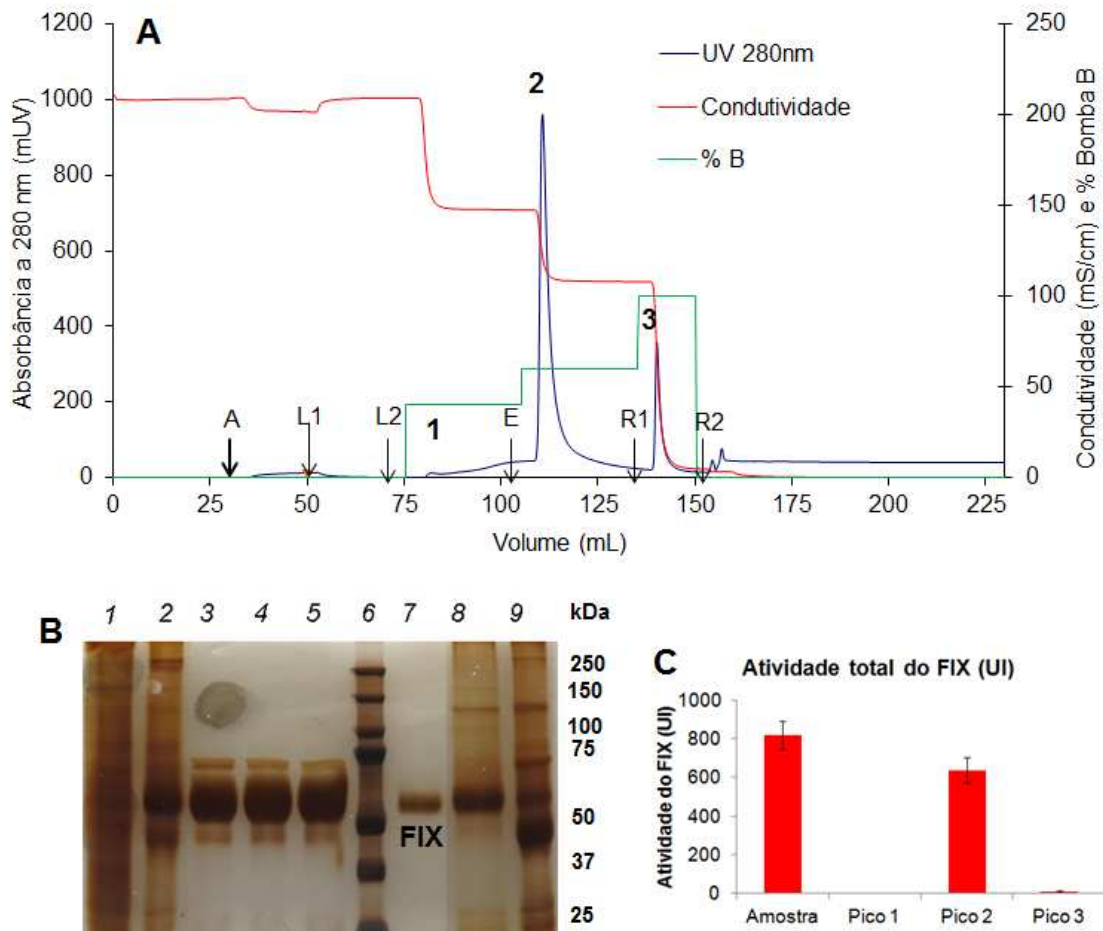 A
Absorbância a 280 nm (mUV)
1200
1000
800
600
400
200
0
UV 280nm
Condutividade
% B
1
2
3
A
L1
L2
E
R1
R2
250
200
150
100
50
0
Condutividade (mS/cm) e % Bomba B
0
25
50
75
100
125
150
175
200
225
Volume (mL)
B
1 2 3 4 5 6 7 8 9 kDa
250
150
100
75
50
37
25
FIX
C
Atividade total do FIX (UI)
Atividade do FIX (UI)
1000
800
600
400
200
0
Amostra
Pico 1
Pico 2
Pico 3